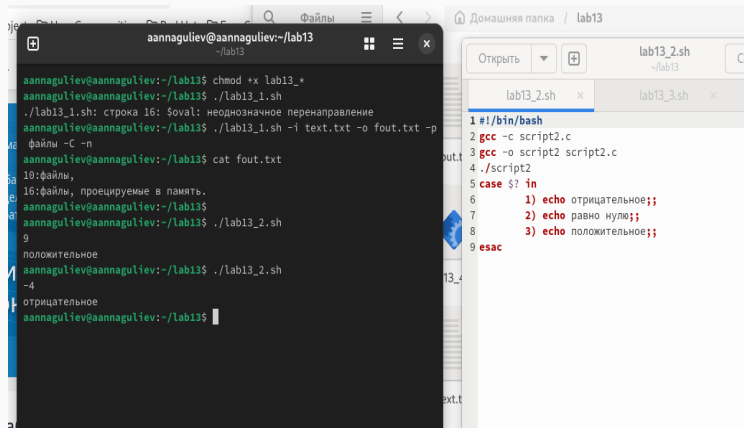 Файлы
Домашняя папка / lab13
aannaguliev@aannaguliev:~/lab13
~/lab13
aannaguliev@aannaguliev:~/lab13$ chmod +x lab13_*
aannaguliev@aannaguliev:~/lab13$ ./lab13_1.sh
./lab13_1.sh: строка 16: $oval: неоднозначное перенаправление
aannaguliev@aannaguliev:~/lab13$ ./lab13_1.sh -i text.txt -o fout.txt -p
файлы -C -n
aannaguliev@aannaguliev:~/lab13$ cat fout.txt
10:файлы,
16:файлы, проецируемые в память.
aannaguliev@aannaguliev:~/lab13$
aannaguliev@aannaguliev:~/lab13$ ./lab13_2.sh
9
положительное
aannaguliev@aannaguliev:~/lab13$ ./lab13_2.sh
-4
отрицательное
aannaguliev@aannaguliev:~/lab13$
Открыть
lab13_2.sh
~/lab13
lab13_2.sh × lab13_3.sh ×
1 #!/bin/bash
2 gcc -c script2.c
3 gcc -o script2 script2.c
4 ./script2
5 case $? in
6 1) echo отрицательное;;
7 2) echo равно нулю;;
8 3) echo положительное;;
9 esac